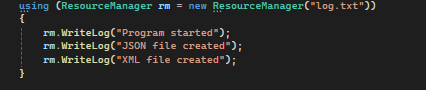 using (ResourceManager rm = new ResourceManager("log.txt"))
{
    rm.WriteLog("Program started");
    rm.WriteLog("JSON file created");
    rm.WriteLog("XML file created");
}